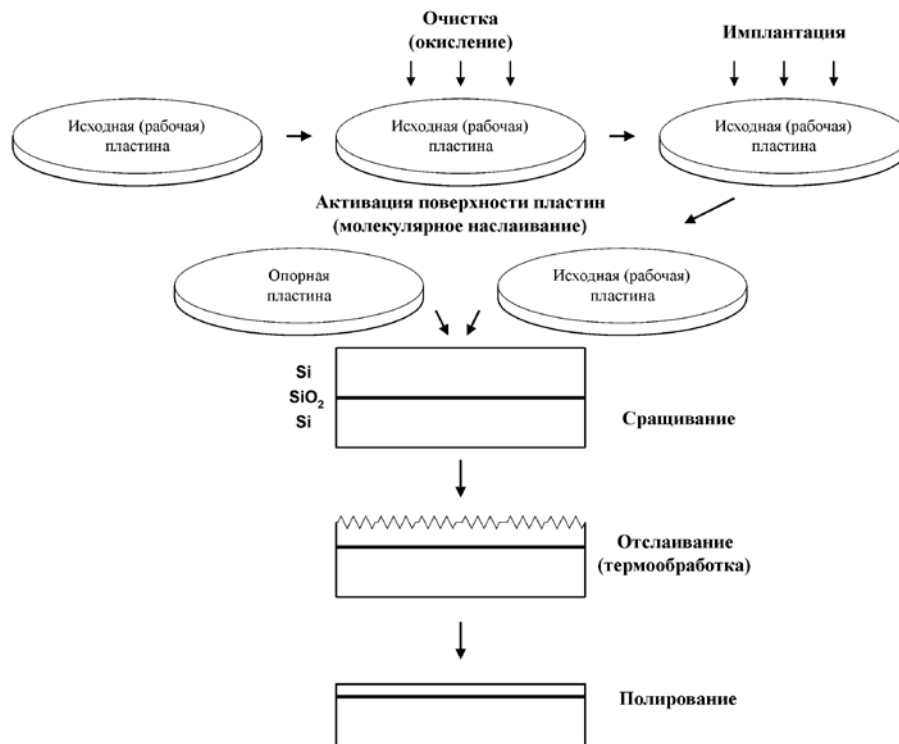 Очистка
(окисление)
Имплантация
Исходная (рабочая)
пластина
Исходная (рабочая)
пластина
Исходная (рабочая)
пластина
Активация поверхности пластин
(молекулярное наслаивание)
Опорная
пластина
Исходная (рабочая)
пластина
Si
SiO₂
Si
Сращивание
Отслаивание
(термообработка)
Полирование